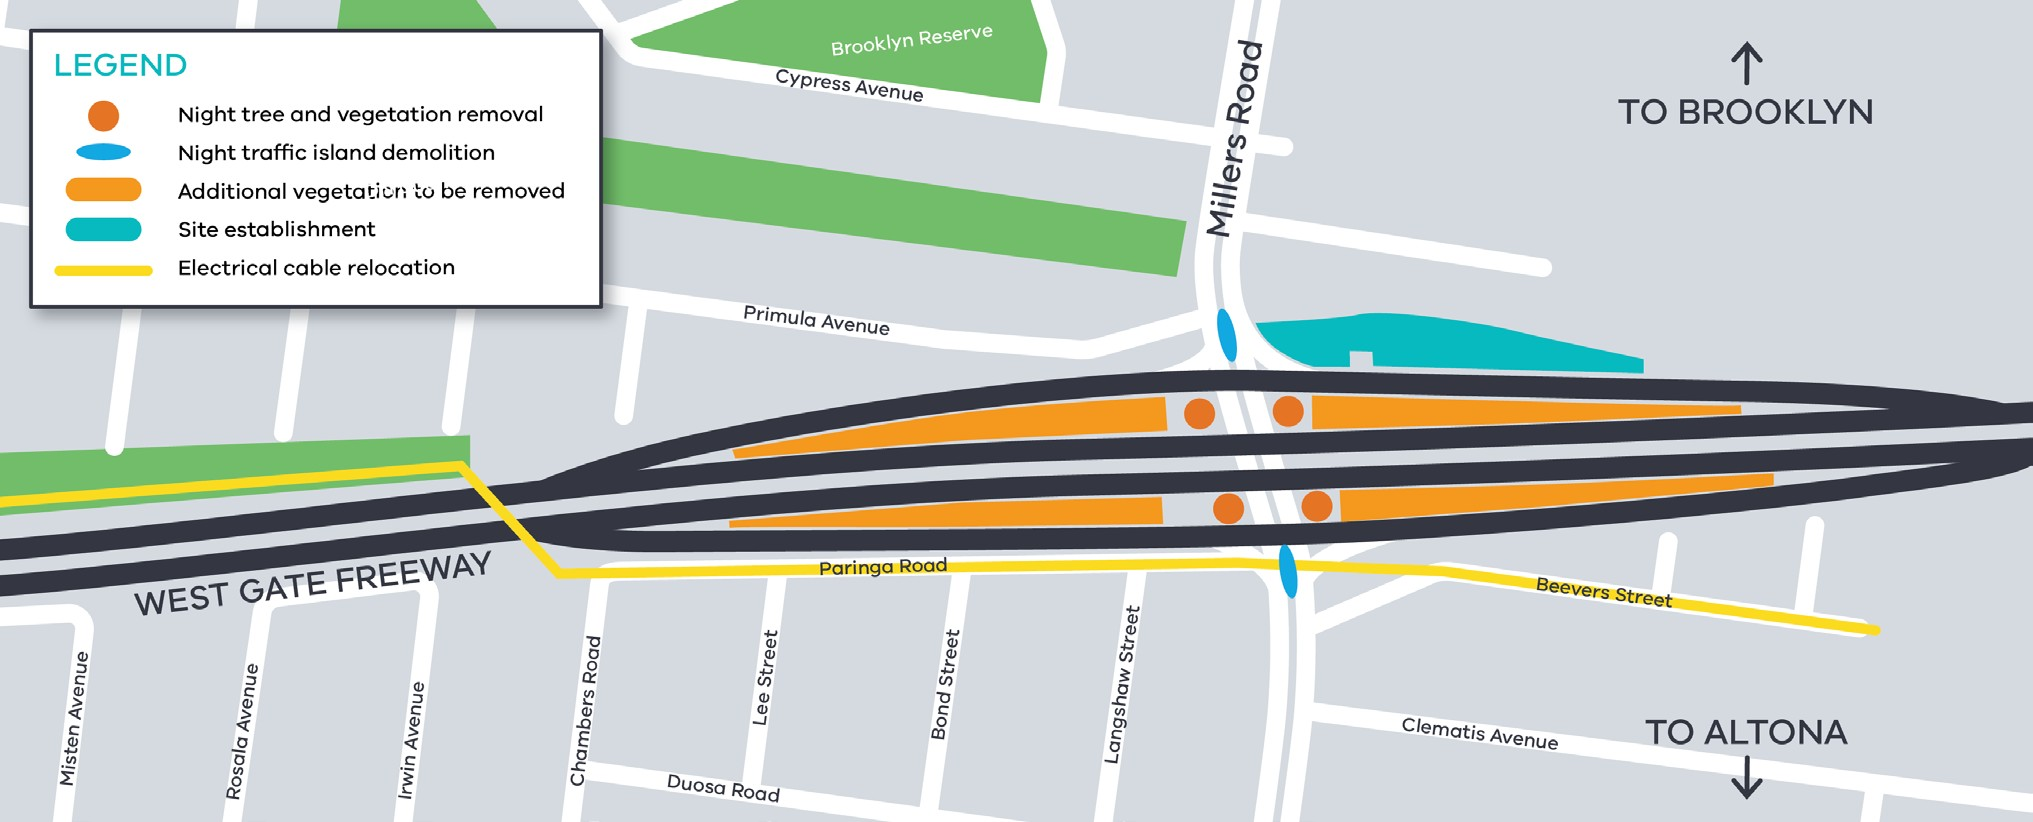 LEGEND
Night tree and vegetation removal
Night traffic island demolition
Additional vegetation to be removed
Site establishment
Electrical cable relocation
Brooklyn Reserve
Cypress Avenue
Millers Road
TO BROOKLYN
Primula Avenue
WEST GATE FREEWAY
Paringa Road
Beevers Street
Misten Avenue
Rosala Avenue
Irwin Avenue
Chambers Road
Lee Street
Bond Street
Langshaw Street
Duosa Road
Clematis Avenue
TO ALTONA